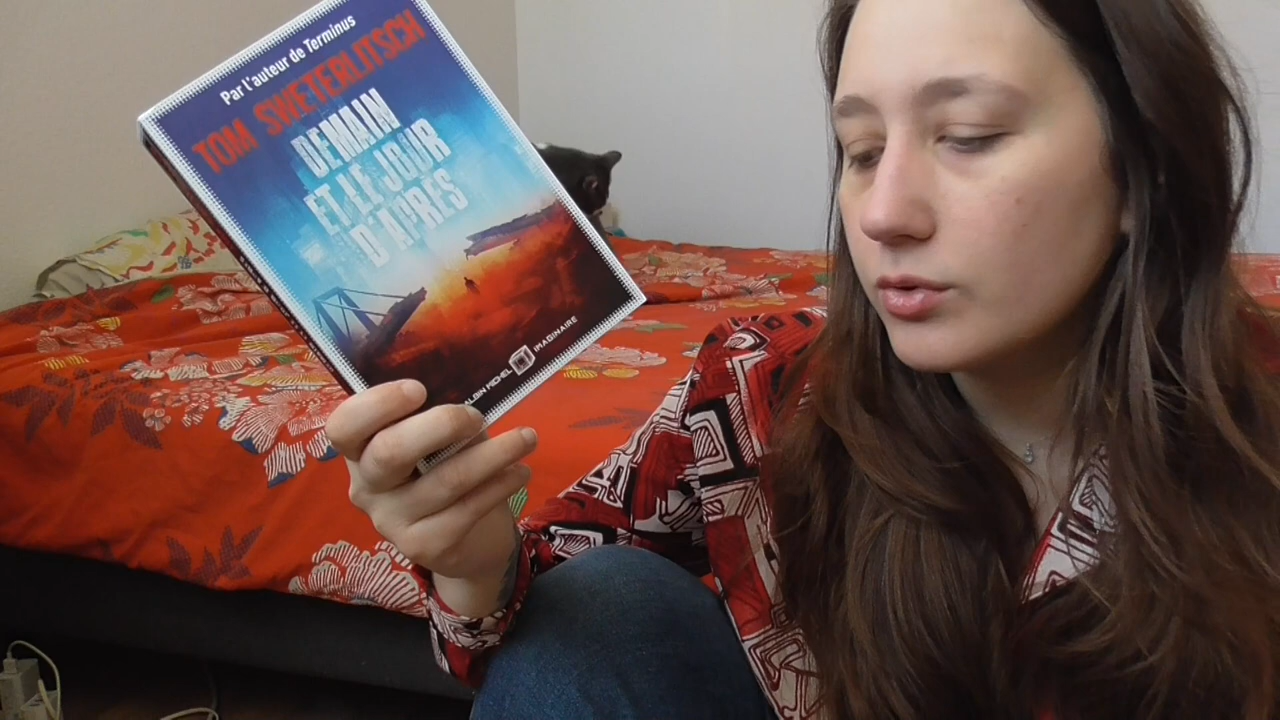 Par l'auteur de Terminus
TOM SWETERLITSCH
DEMAIN
ET LE JOUR
D'APRÈS
ALBIN MICHEL IMAGINAIRE